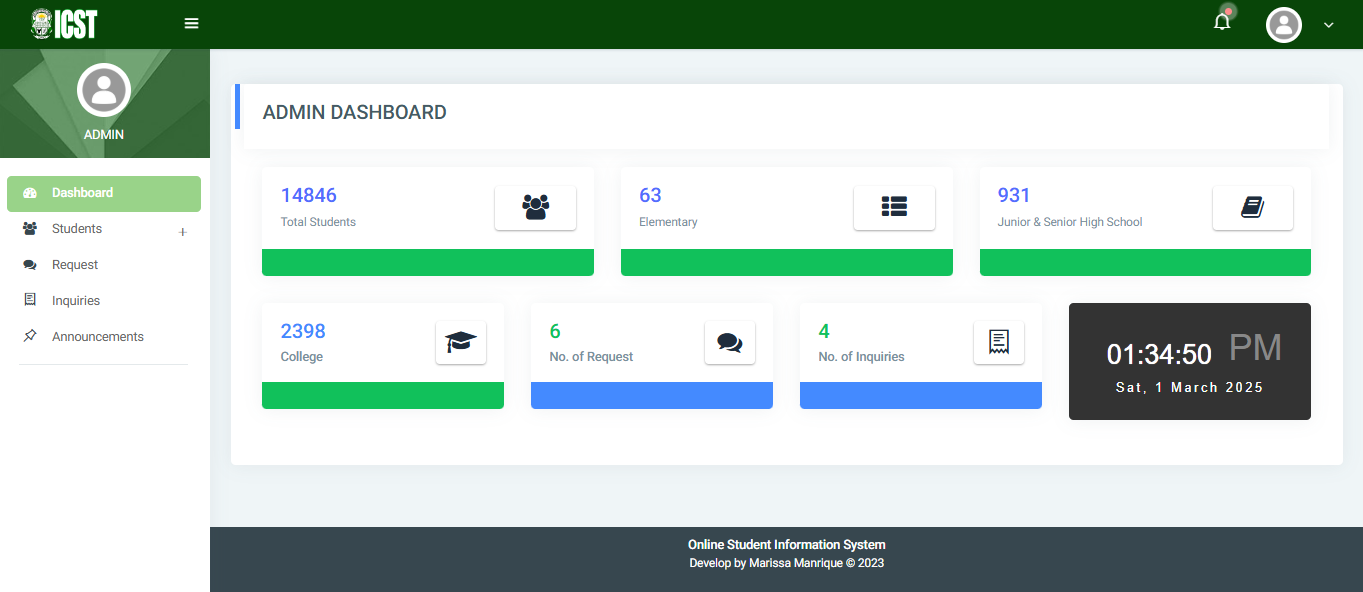 ICST
ADMIN
Dashboard
Students +
Request
Inquiries
Announcements
ADMIN DASHBOARD
14846
Total Students
63
Elementary
931
Junior & Senior High School
2398
College
6
No. of Request
4
No. of Inquiries
01:34:50 PM
Sat, 1 March 2025
Online Student Information System
Develop by Marissa Manrique © 2023